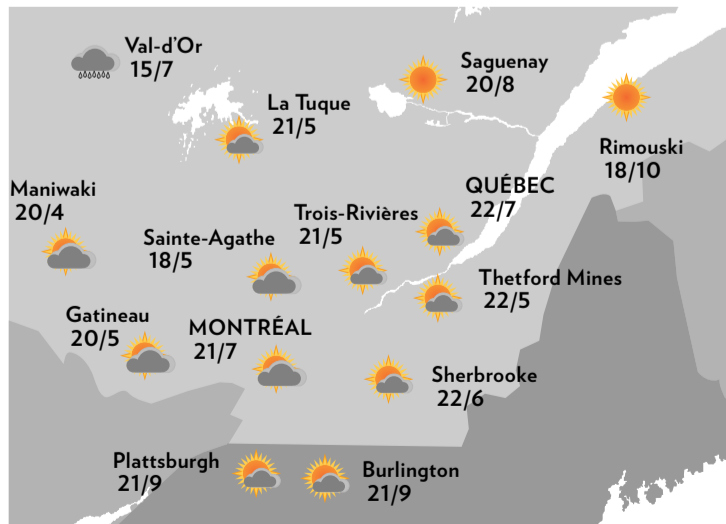 Val-d'Or
15/7
Saguenay
20/8
La Tuque
21/5
Rimouski
18/10
Maniwaki
20/4
QUÉBEC
22/7
Trois-Rivières
21/5
Sainte-Agathe
18/5
Thetford Mines
22/5
Gatineau
20/5
MONTRÉAL
21/7
Sherbrooke
22/6
Plattsburgh
21/9
Burlington
21/9